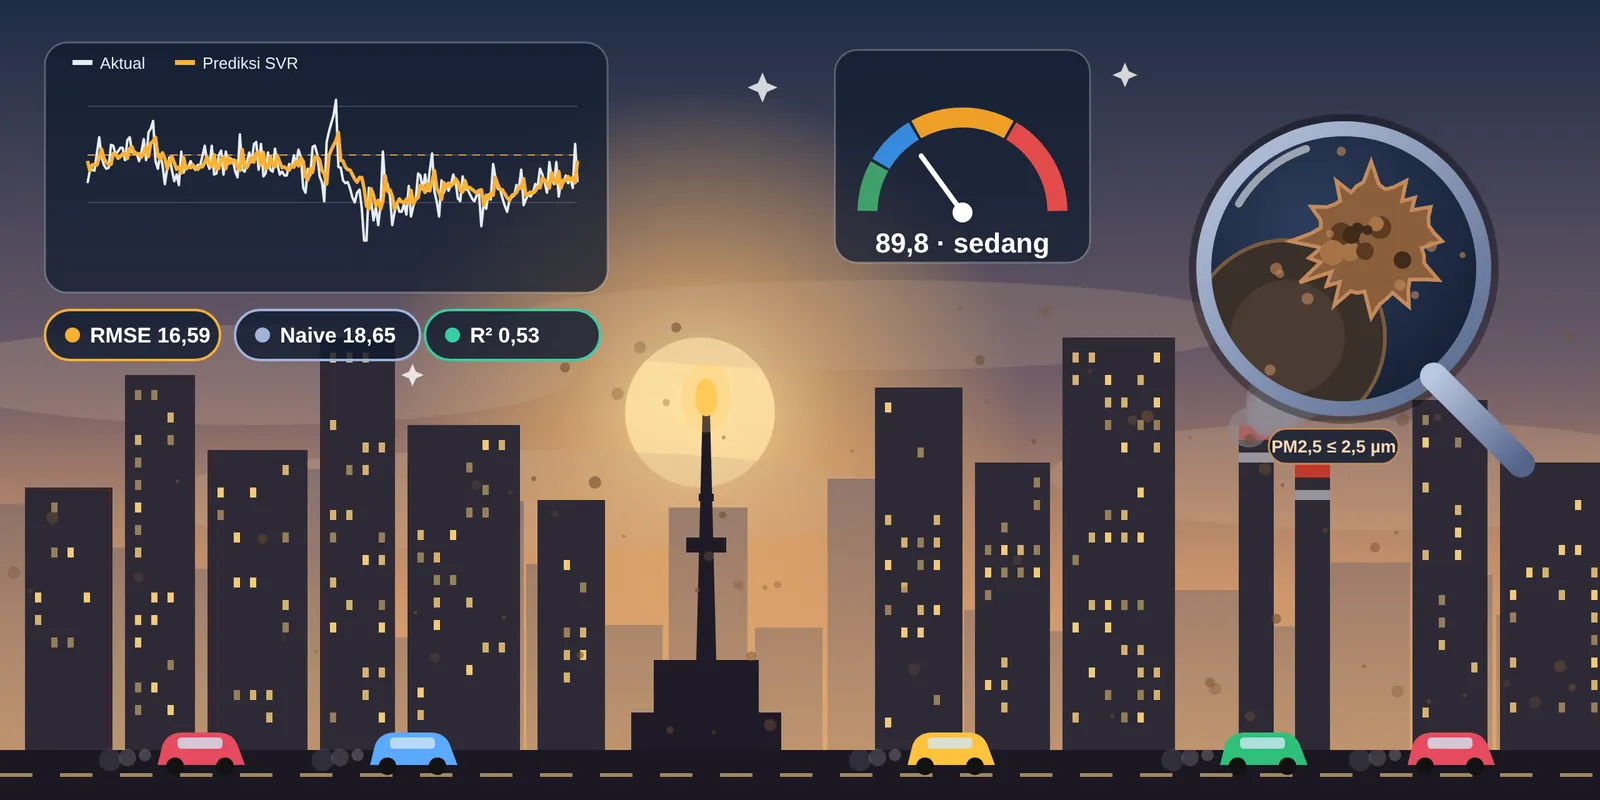 Aktual
Prediksi SVR
89,8 · sedang
RMSE 16,59
Naive 18,65
R² 0,53
PM2,5 ≤ 2,5 µm